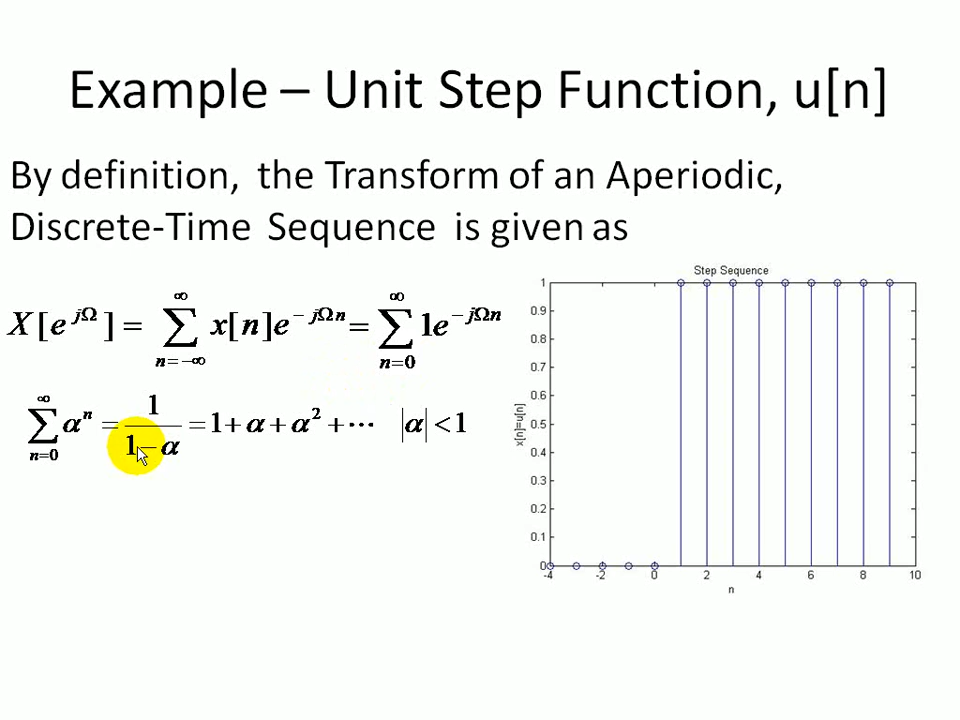 Example – Unit Step Function, u[n]
By definition, the Transform of an Aperiodic,
Discrete-Time Sequence is given as
X[e^{jΩ}] = ∑_{n=-∞}^{∞} x[n]e^{-jΩn} = ∑_{n=0}^{∞} 1e^{-jΩn}
∑_{n=0}^{∞} α^n = 1/(1-α) = 1+α+α^2+⋯ |α|<1
Step Sequence
1
0.9
0.8
0.7
0.6
0.5
0.4
0.3
0.2
0.1
0
x[n]=u[n]
-4 -2 0 2 4 6 8 10
n